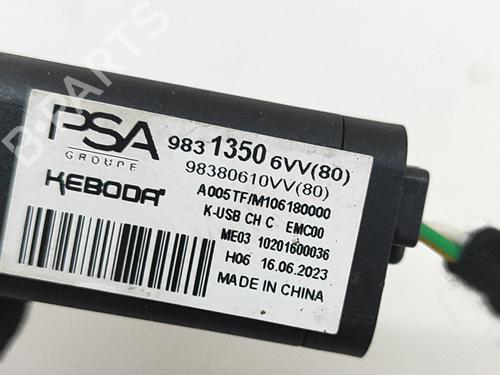 PSA
GROUPE
983 1350 6VV(80)
98380610VV(80)
KEBODA
A005TF/M106180000
K-USB CH C EMC00
ME03 10201600036
H06 16.06.2023
MADE IN CHINA
B-PARTS